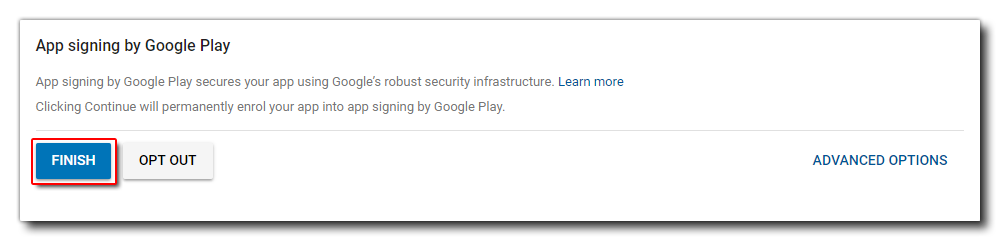 App signing by Google Play
App signing by Google Play secures your app using Google's robust security infrastructure. Learn more
Clicking Continue will permanently enrol your app into app signing by Google Play.
FINISH OPT OUT ADVANCED OPTIONS